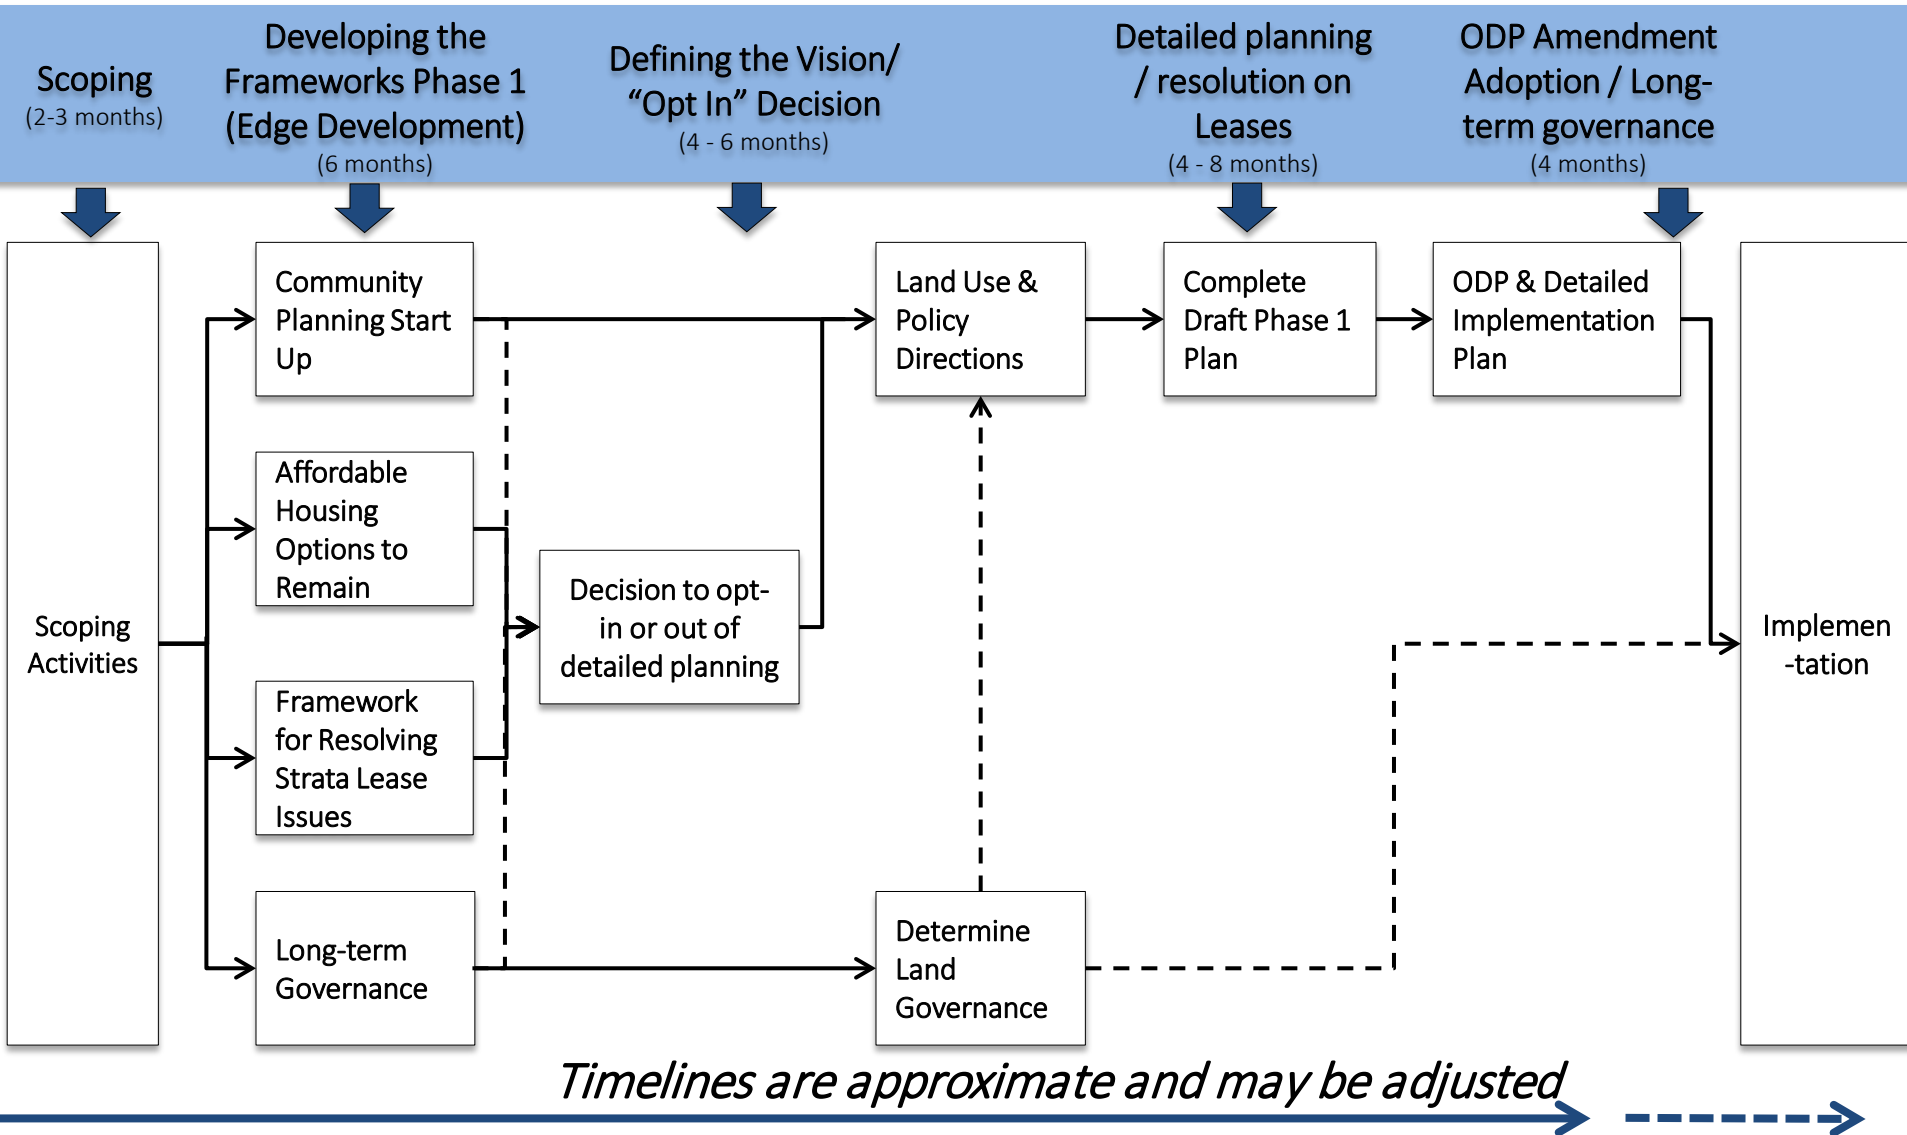 Scoping
(2-3 months)
Developing the
Frameworks Phase 1
(Edge Development)
(6 months)
Defining the Vision/
“Opt In” Decision
(4 - 6 months)
Detailed planning
/ resolution on
Leases
(4 - 8 months)
ODP Amendment
Adoption / Long-
term governance
(4 months)
Scoping
Activities
Community
Planning Start
Up
Affordable
Housing
Options to
Remain
Framework
for Resolving
Strata Lease
Issues
Long-term
Governance
Decision to opt-
in or out of
detailed planning
Land Use &
Policy
Directions
Determine
Land
Governance
Complete
Draft Phase 1
Plan
ODP & Detailed
Implementation
Plan
Implemen
-tation
Timelines are approximate and may be adjusted